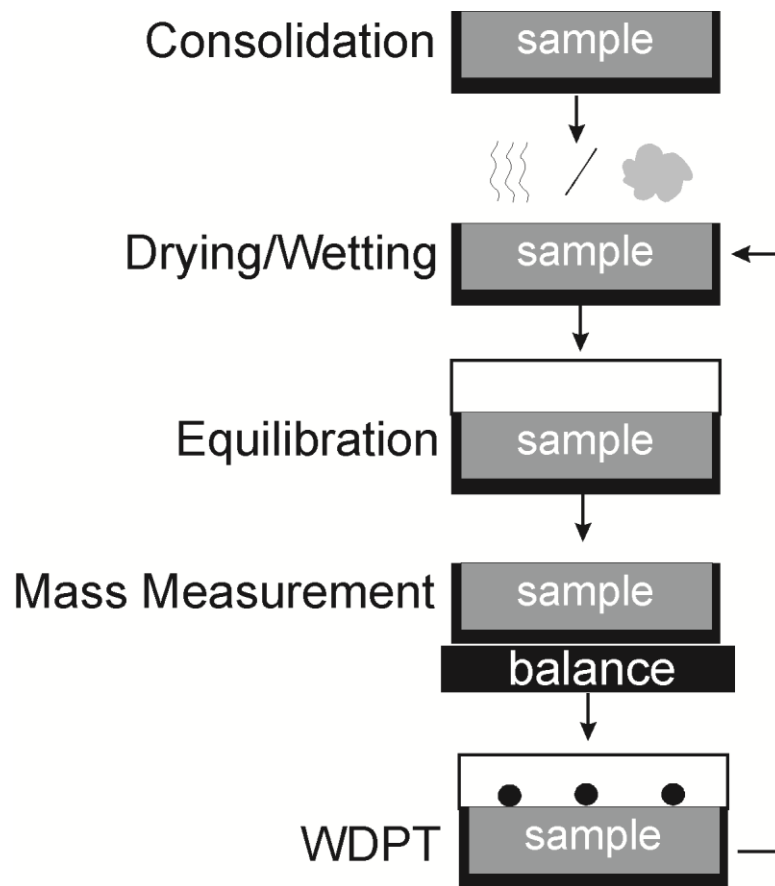 Consolidation sample
Drying/Wetting sample
Equilibration sample
Mass Measurement sample
balance
WDPT sample